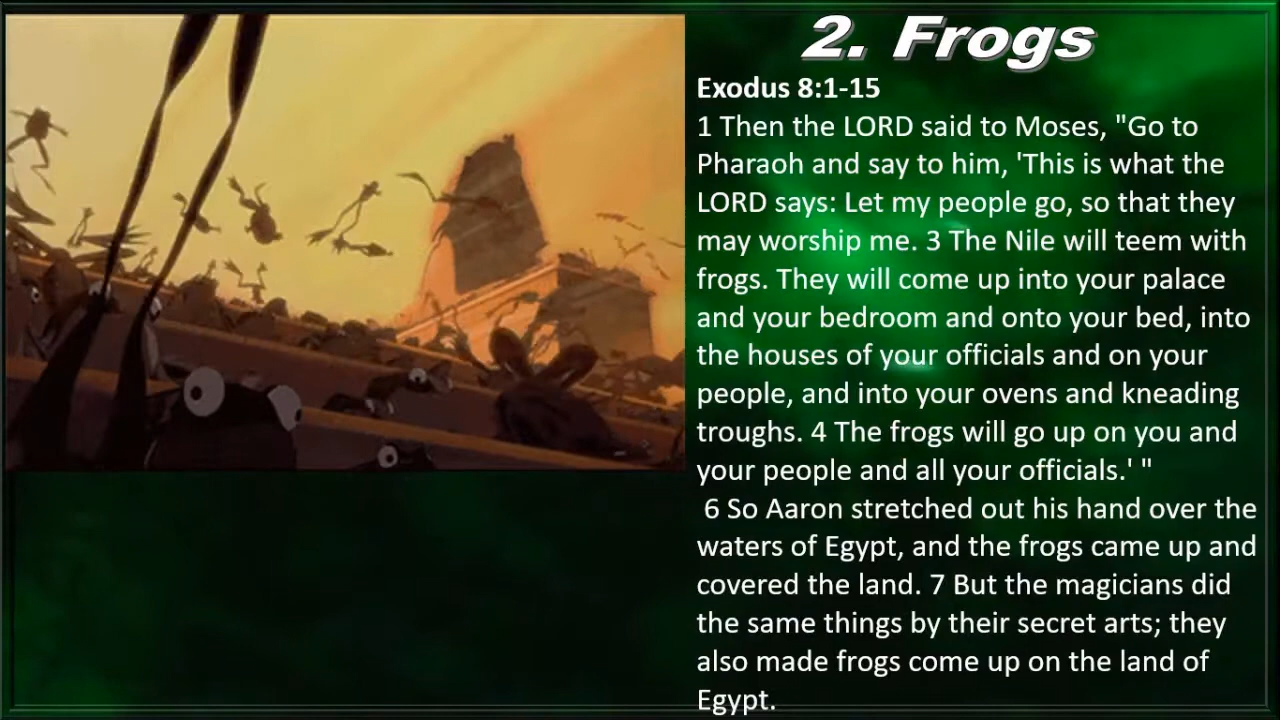 2. Frogs
Exodus 8:1-15
1 Then the LORD said to Moses, "Go to
Pharaoh and say to him, 'This is what the
LORD says: Let my people go, so that they
may worship me. 3 The Nile will teem with
frogs. They will come up into your palace
and your bedroom and onto your bed, into
the houses of your officials and on your
people, and into your ovens and kneading
troughs. 4 The frogs will go up on you and
your people and all your officials.' "
6 So Aaron stretched out his hand over the
waters of Egypt, and the frogs came up and
covered the land. 7 But the magicians did
the same things by their secret arts; they
also made frogs come up on the land of
Egypt.